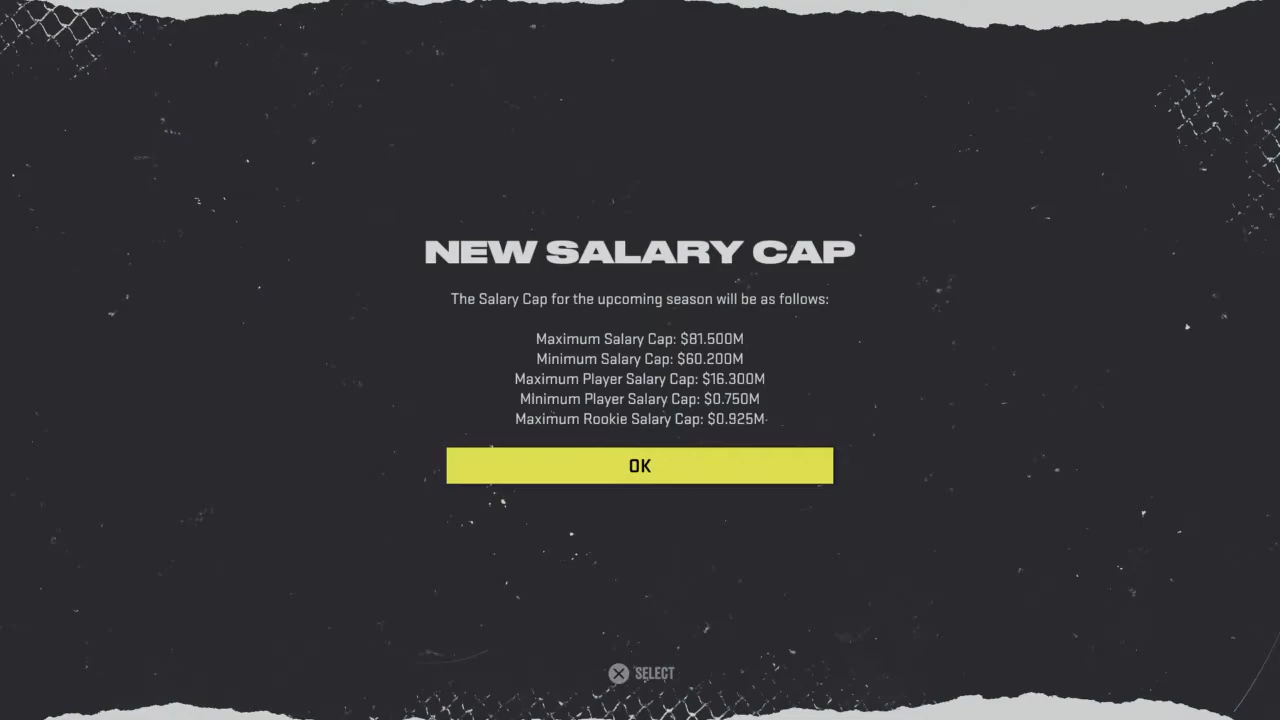 NEW SALARY CAP
The Salary Cap for the upcoming season will be as follows:
Maximum Salary Cap: $81.500M
Minimum Salary Cap: $60.200M
Maximum Player Salary Cap: $16.300M
MInimum Player Salary Cap: $0.750M
Maximum Rookie Salary Cap: $0.925M
OK
SELECT